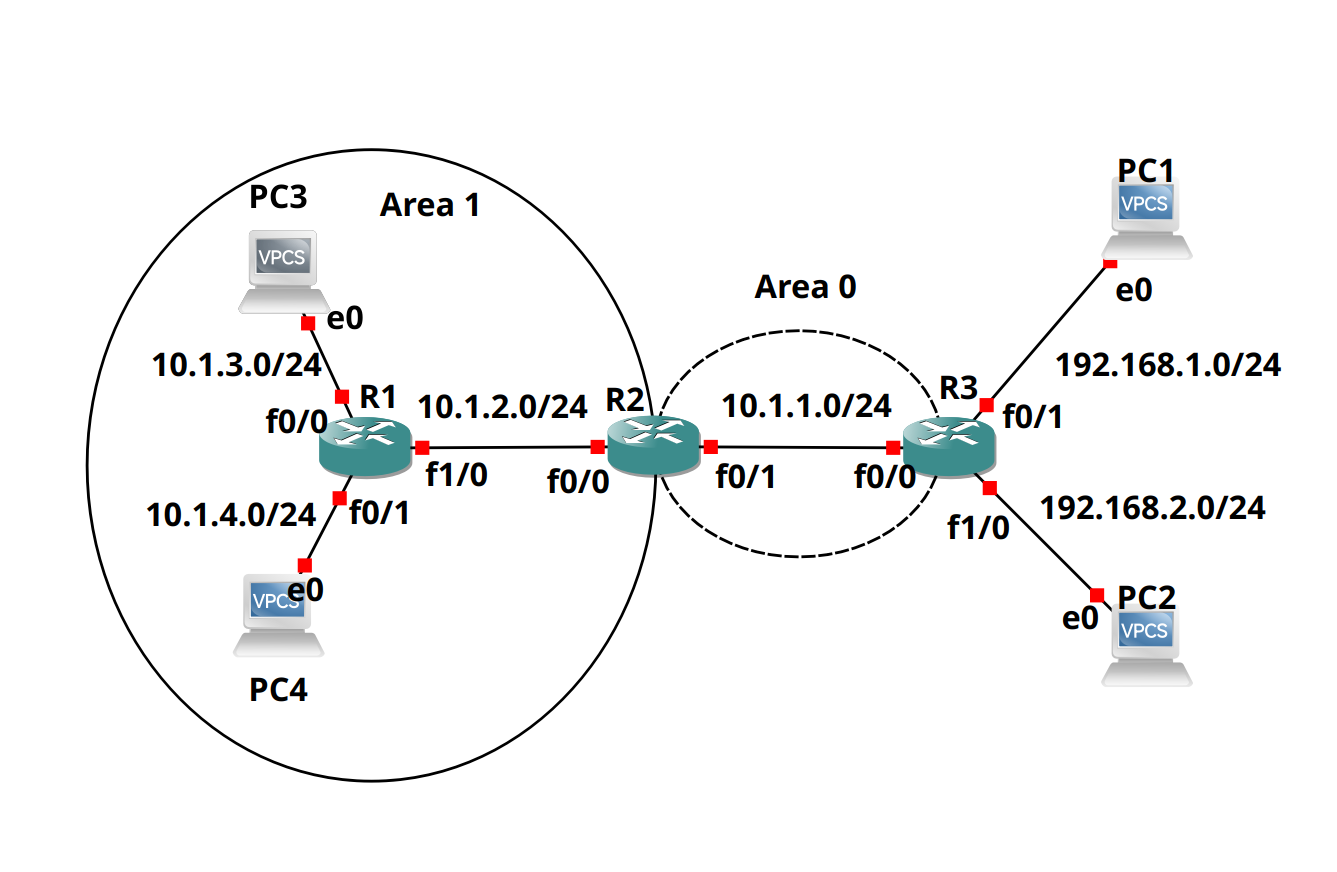 PC1
VPCS
PC3
Area 1
VPCS
Area 0
e0
e0
10.1.3.0/24
192.168.1.0/24
R1
10.1.2.0/24
R2
10.1.1.0/24
R3
f0/0
f0/1
f1/0
f0/0
f0/1
f0/0
10.1.4.0/24
f0/1
192.168.2.0/24
f1/0
e0
VPCS
PC2
e0
VPCS
PC4